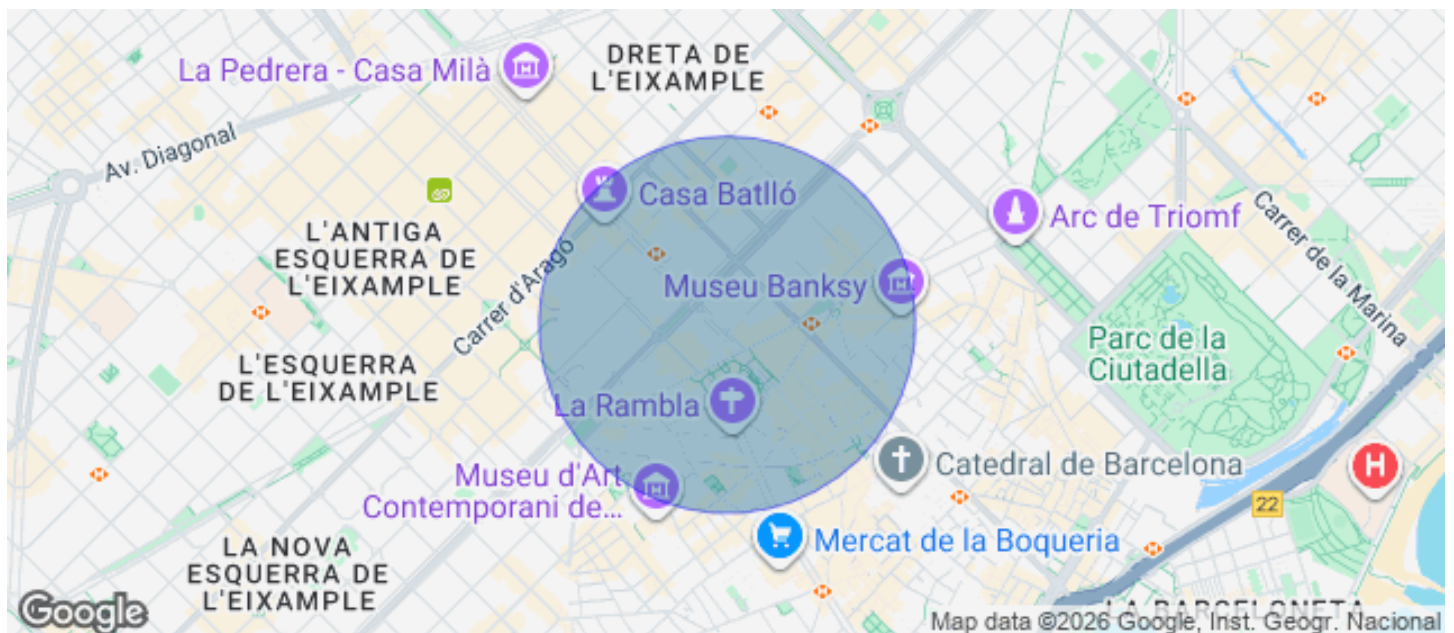 DRETA DE
L'EIXAMPLE
La Pedrera - Casa Milà
Av. Diagonal
Casa Batlló
Arc de Triomf
Carrer de la Marina
L'ANTIGA
ESQUERRA DE
L'EIXAMPLE
Carrer d'Aragó
Museu Banksy
Parc de la
Ciutadella
L'ESQUERRA
DE L'EIXAMPLE
La Rambla
Museu d'Art
Contemporani de...
Catedral de Barcelona
H
22
Mercat de la Boqueria
LA NOVA
ESQUERRA DE
L'EIXAMPLE
LA BARCELONETA
Google
Map data ©2026 Google, Inst. Geogr. Nacional